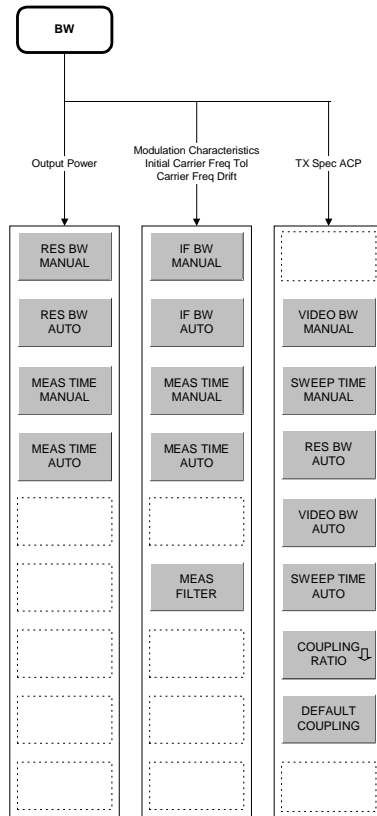 BW
Output Power
Modulation Characteristics
Initial Carrier Freq Tol
Carrier Freq Drift
TX Spec ACP
RES BW
MANUAL
RES BW
AUTO
MEAS TIME
MANUAL
MEAS TIME
AUTO
IF BW
MANUAL
IF BW
AUTO
MEAS TIME
MANUAL
MEAS TIME
AUTO
MEAS
FILTER
VIDEO BW
MANUAL
SWEEP TIME
MANUAL
RES BW
AUTO
VIDEO BW
AUTO
SWEEP TIME
AUTO
COUPLING
RATIO
DEFAULT
COUPLING